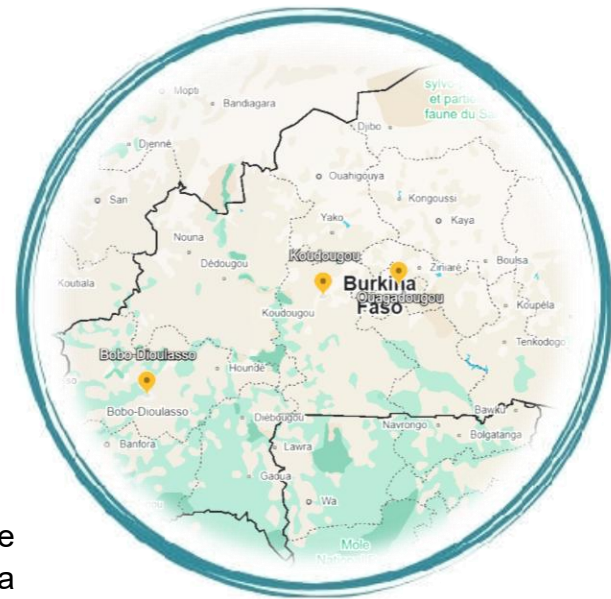 sylvo
et partie
faune du Sa
Mopti
Bandiagara
Djibo
Djenné
Ouahigouya
San
Kongoussi
Kaya
Yako
Nouna
Koudougou
Boulsa
Ziniaré
Dédougou
Koutiala
Burkina
Faso
Ouagadougou
Koupéla
Koudougou
Tenkodogo
Bobo-Dioulasso
Houndé
Bobo-Dioulasso
Diébougou
Bawku
Navrongo
Bolgatanga
Banfora
Lawra
Gaoua
Wa
Mole
e
a